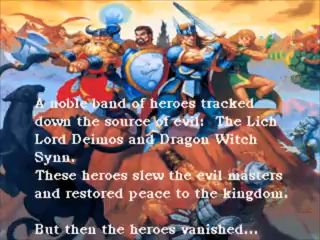 A noble band of heroes tracked
down the source of evil:  The Lich
Lord Deimos and Dragon Witch
Synn.
These heroes slew the evil masters
and restored peace to the kingdom.
But then the heroes vanished...